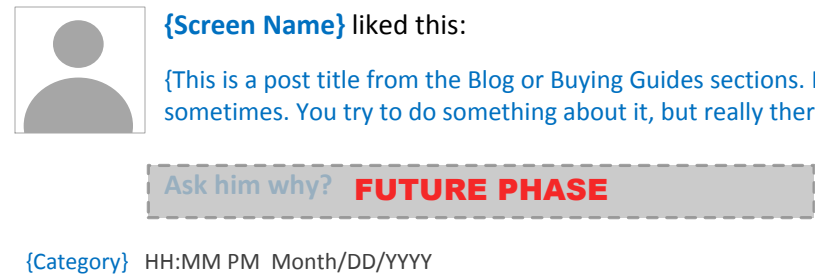 {Screen Name} liked this:
{This is a post title from the Blog or Buying Guides sections.
sometimes. You try to do something about it, but really ther
Ask him why? FUTURE PHASE
{Category} HH:MM PM Month/DD/YYYY